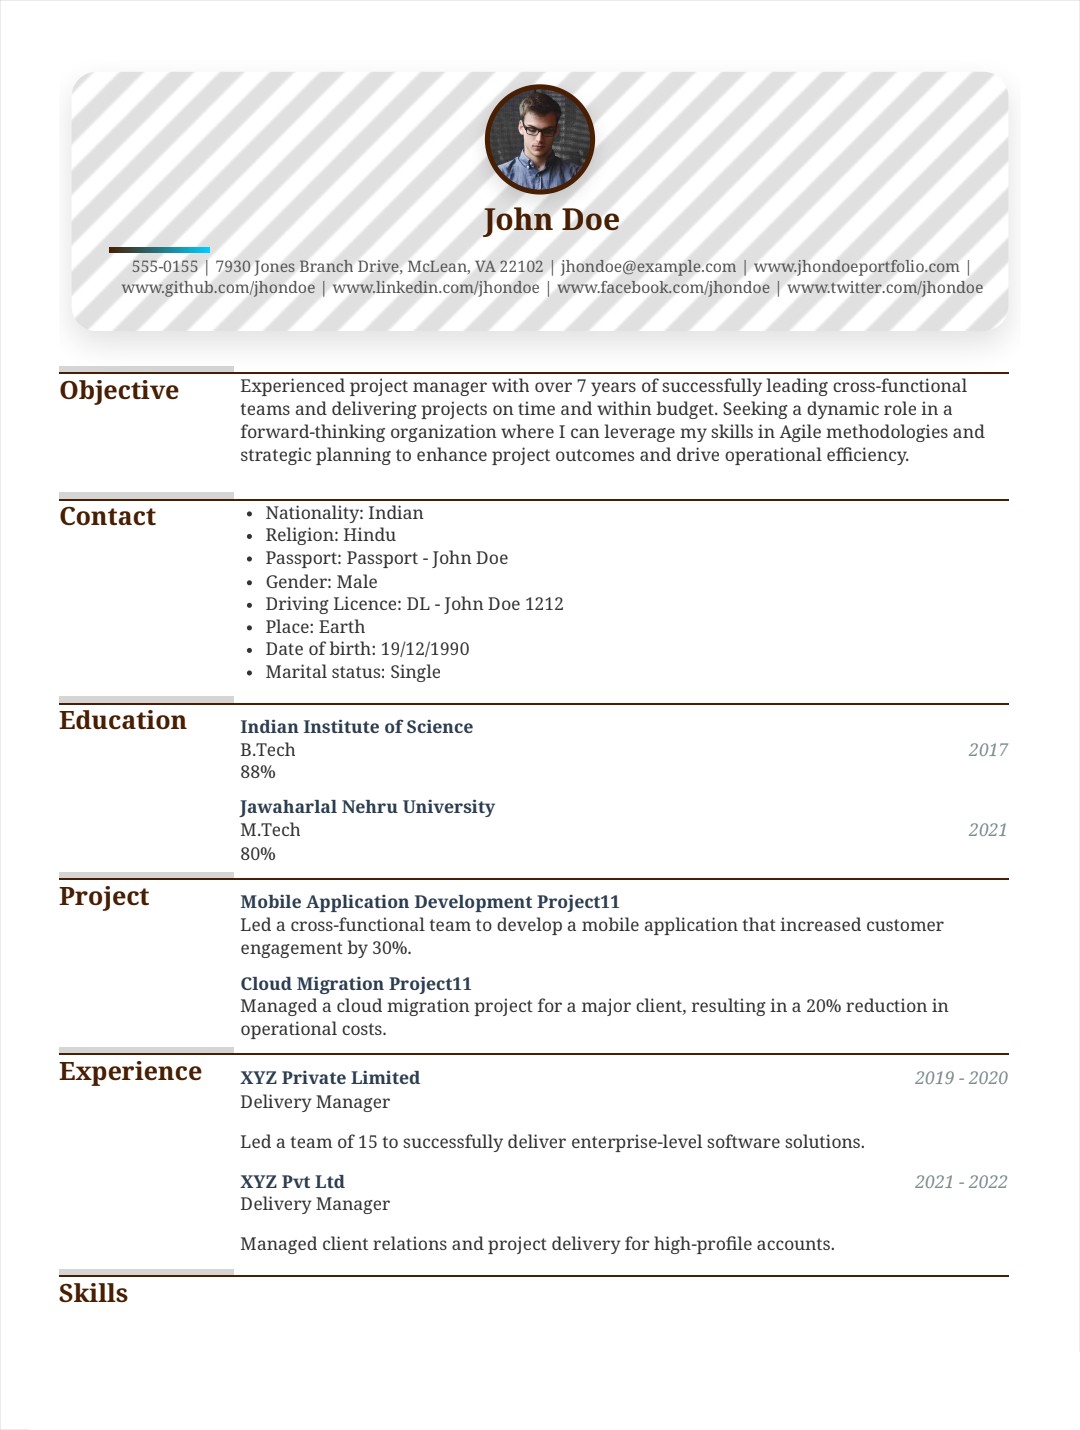 John Doe
555-0155 | 7930 Jones Branch Drive, McLean, VA 22102 | jhondoe@example.com | www.jhondoeportfolio.com |
www.github.com/jhondoe | www.linkedin.com/jhondoe | www.facebook.com/jhondoe | www.twitter.com/jhondoe
Objective
Experienced project manager with over 7 years of successfully leading cross-functional
teams and delivering projects on time and within budget. Seeking a dynamic role in a
forward-thinking organization where I can leverage my skills in Agile methodologies and
strategic planning to enhance project outcomes and drive operational efficiency.
Contact
• Nationality: Indian
• Religion: Hindu
• Passport: Passport - John Doe
• Gender: Male
• Driving Licence: DL - John Doe 1212
• Place: Earth
• Date of birth: 19/12/1990
• Marital status: Single
Education
Indian Institute of Science
B.Tech 2017
88%
Jawaharlal Nehru University
M.Tech 2021
80%
Project
Mobile Application Development Project11
Led a cross-functional team to develop a mobile application that increased customer
engagement by 30%.
Cloud Migration Project11
Managed a cloud migration project for a major client, resulting in a 20% reduction in
operational costs.
Experience
XYZ Private Limited 2019 - 2020
Delivery Manager
Led a team of 15 to successfully deliver enterprise-level software solutions.
XYZ Pvt Ltd 2021 - 2022
Delivery Manager
Managed client relations and project delivery for high-profile accounts.
Skills